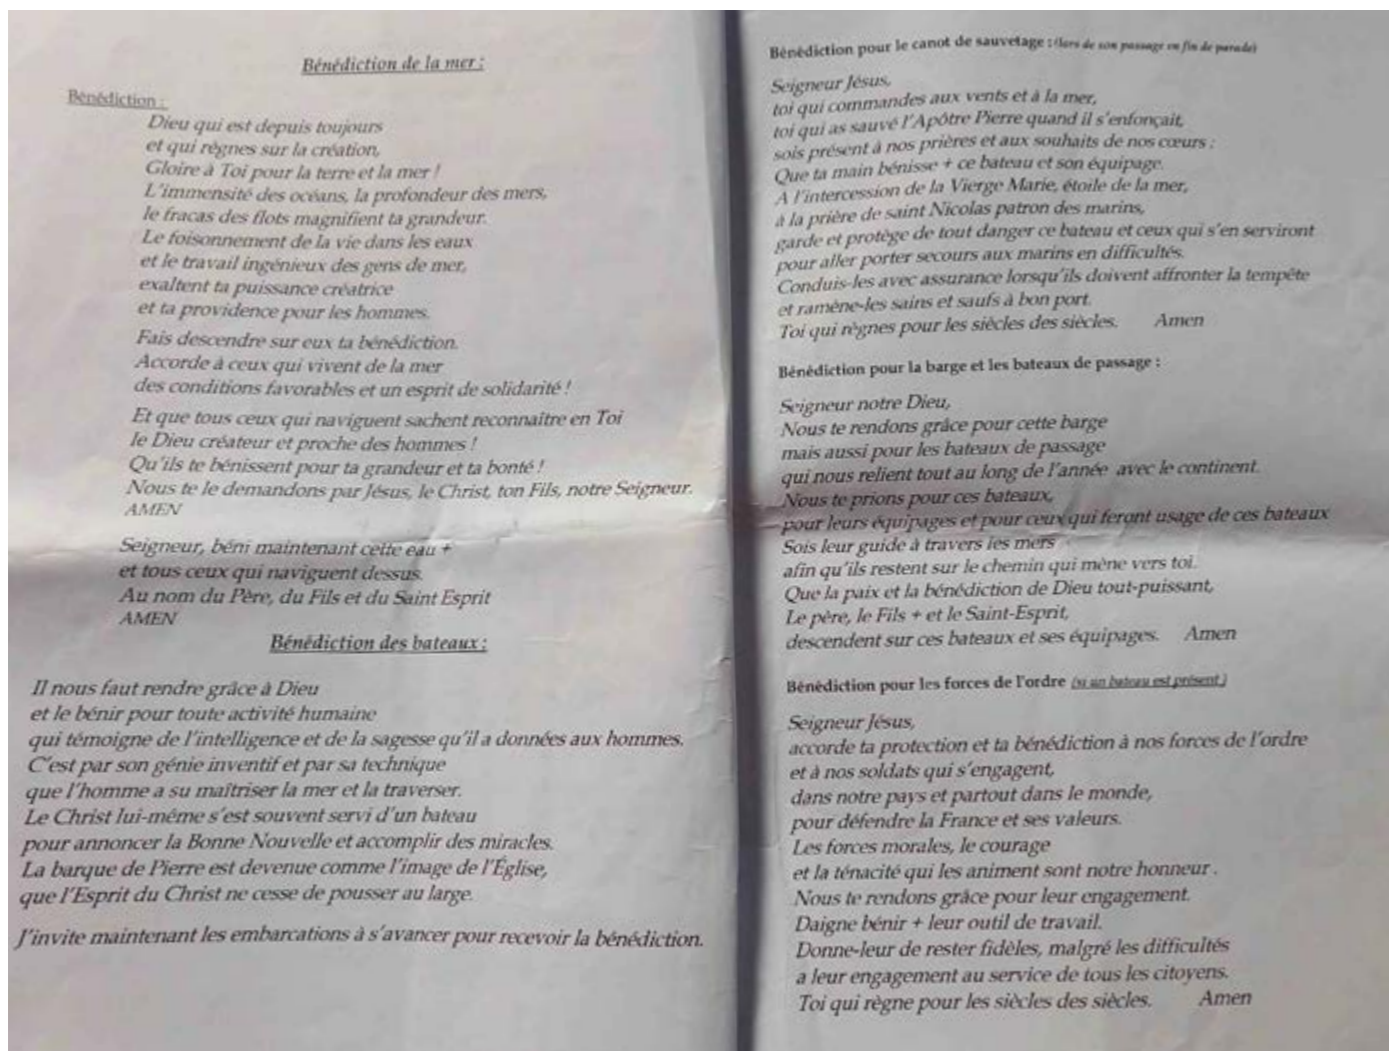 Bénédiction de la mer :
Bénédiction :
Dieu qui est depuis toujours
et qui règnes sur la création,
Gloire à Toi pour la terre et la mer !
L'immensité des océans, la profondeur des mers,
le fracas des flots magnifient ta grandeur.
Le foisonnement de la vie dans les eaux
et le travail ingénieux des gens de mer,
exaltent ta puissance créatrice
et ta providence pour les hommes.
Fais descendre sur eux ta bénédiction.
Accorde à ceux qui vivent de la mer
des conditions favorables et un esprit de solidarité !
Et que tous ceux qui naviguent sachent reconnaître en Toi
le Dieu créateur et proche des hommes !
Qu'ils te bénissent pour ta grandeur et ta bonté !
Nous te le demandons par Jésus, le Christ, ton Fils, notre Seigneur.
AMEN
Seigneur, béni maintenant cette eau +
et tous ceux qui naviguent dessus.
Au nom du Père, du Fils et du Saint Esprit
AMEN
Bénédiction des bateaux :
Il nous faut rendre grâce à Dieu
et le bénir pour toute activité humaine
qui témoigne de l'intelligence et de la sagesse qu'il a données aux hommes.
C'est par son génie inventif et par sa technique
que l'homme a su maîtriser la mer et la traverser.
Le Christ lui-même s'est souvent servi d'un bateau
pour annoncer la Bonne Nouvelle et accomplir des miracles.
La barque de Pierre est devenue comme l'image de l'Église,
que l'Esprit du Christ ne cesse de pousser au large.
J'invite maintenant les embarcations à s'avancer pour recevoir la bénédiction.
Bénédiction pour le canot de sauvetage : (lors de son passage en fin de parade)
Seigneur Jésus,
toi qui commandes aux vents et à la mer,
toi qui as sauvé l'Apôtre Pierre quand il s'enfonçait,
sois présent à nos prières et aux souhaits de nos cœurs :
Que ta main bénisse + ce bateau et son équipage.
A l'intercession de la Vierge Marie, étoile de la mer,
à la prière de saint Nicolas patron des marins,
garde et protège de tout danger ce bateau et ceux qui s'en serviront
pour aller porter secours aux marins en difficultés.
Conduis-les avec assurance lorsqu'ils doivent affronter la tempête
et ramène-les sains et saufs à bon port.
Toi qui règnes pour les siècles des siècles. Amen
Bénédiction pour la barge et les bateaux de passage :
Seigneur notre Dieu,
Nous te rendons grâce pour cette barge
mais aussi pour les bateaux de passage
qui nous relient tout au long de l'année avec le continent.
Nous te prions pour ces bateaux,
pour leurs équipages et pour ceux qui feront usage de ces bateaux
Sois leur guide à travers les mers
afin qu'ils restent sur le chemin qui mène vers toi.
Que la paix et la bénédiction de Dieu tout-puissant,
Le père, le Fils + et le Saint-Esprit,
descendent sur ces bateaux et ses équipages. Amen
Bénédiction pour les forces de l'ordre (si un bateau est présent)
Seigneur Jésus,
accorde ta protection et ta bénédiction à nos forces de l'ordre
et à nos soldats qui s'engagent,
dans notre pays et partout dans le monde,
pour défendre la France et ses valeurs.
Les forces morales, le courage
et la ténacité qui les animent sont notre honneur .
Nous te rendons grâce pour leur engagement.
Daigne bénir + leur outil de travail.
Donne-leur de rester fidèles, malgré les difficultés
a leur engagement au service de tous les citoyens.
Toi qui règne pour les siècles des siècles. Amen